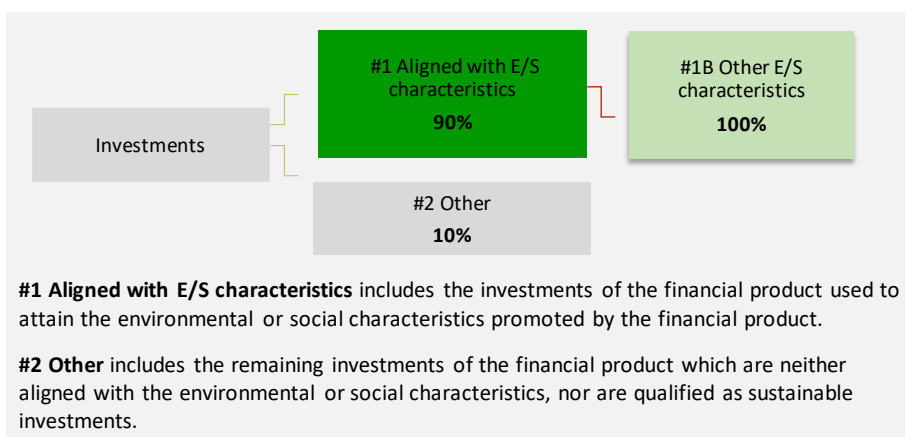 #1 Aligned with E/S
characteristics
90%
#1B Other E/S
characteristics
100%
Investments
#2 Other
10%
#1 Aligned with E/S characteristics includes the investments of the financial product used to
attain the environmental or social characteristics promoted by the financial product.
#2 Other includes the remaining investments of the financial product which are neither
aligned with the environmental or social characteristics, nor are qualified as sustainable
investments.